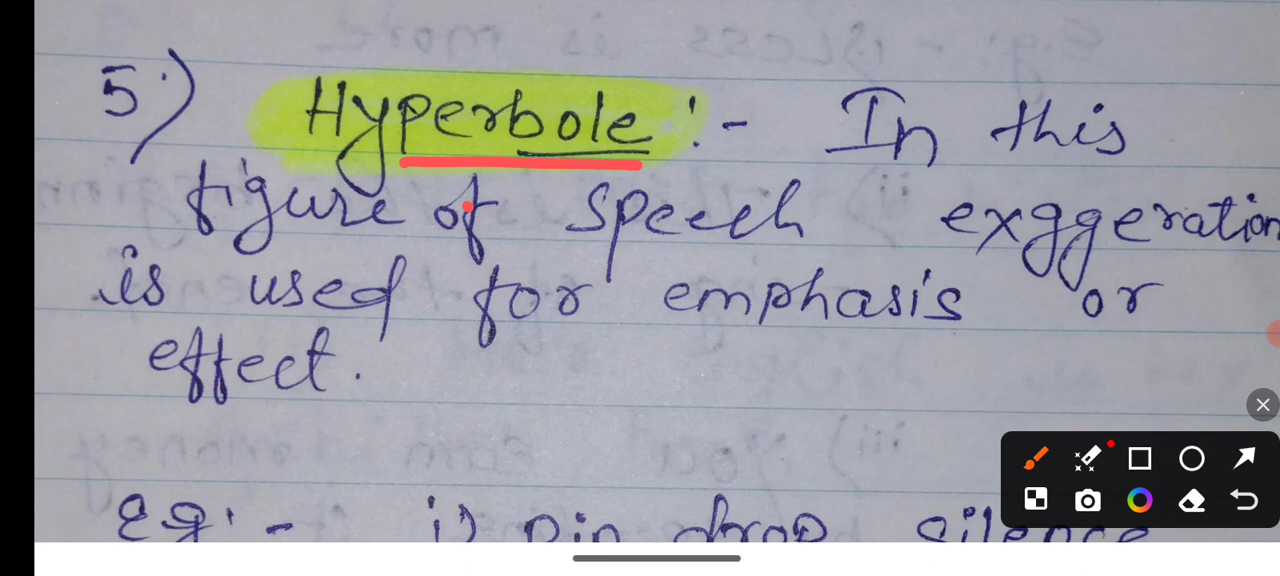 5.) Hyperbole :- In this
figure of speech exggeration
is used for emphasis or
effect.
Eg: - i) pin drop silence